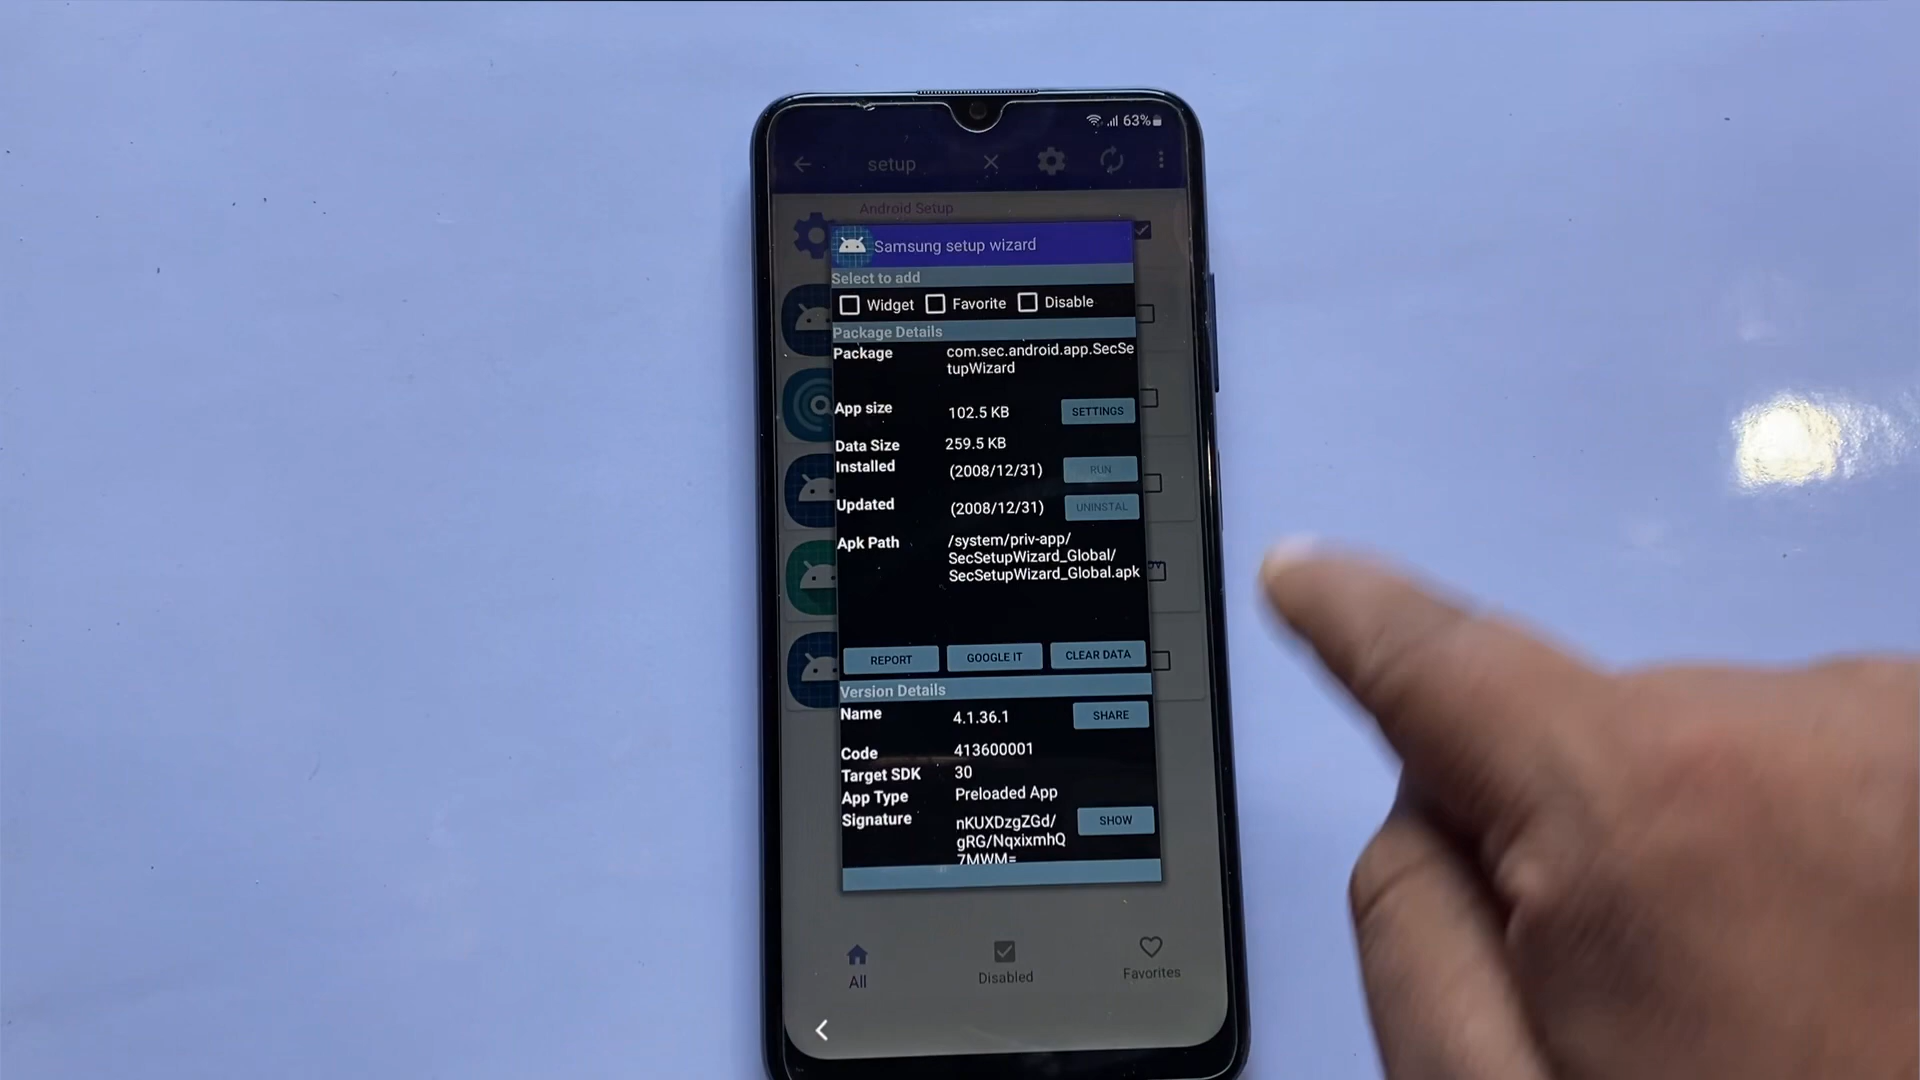 63%
setup
Android Setup
Samsung setup wizard
Select to add
Widget Favorite Disable
Package Details
Package com.sec.android.app.SecSe
tupWizard
App size 102.5 KB SETTINGS
Data Size 259.5 KB
Installed (2008/12/31) RUN
Updated (2008/12/31) UNINSTAL
Apk Path /system/priv-app/
SecSetupWizard_Global/
SecSetupWizard_Global.apk
REPORT GOOGLE IT CLEAR DATA
Version Details
Name 4.1.36.1 SHARE
Code 413600001
Target SDK 30
App Type Preloaded App
Signature nKUXDzgZGd/ SHOW
gRG/NqxixmhQ
7MWM=
All Disabled Favorites